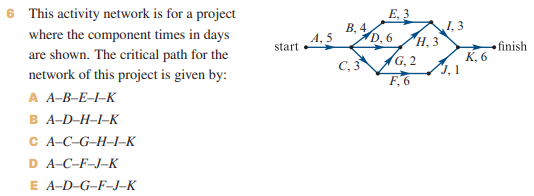 6 This activity network is for a project
where the component times in days
are shown. The critical path for the
network of this project is given by:
A A–B–E–I–K
B A–D–H–I–K
C A–C–G–H–I–K
D A–C–F–J–K
E A–D–G–F–J–K
E, 3
B, 4
I, 3
A, 5
D, 6
H, 3
start
finish
K, 6
C, 3
G, 2
J, 1
F, 6